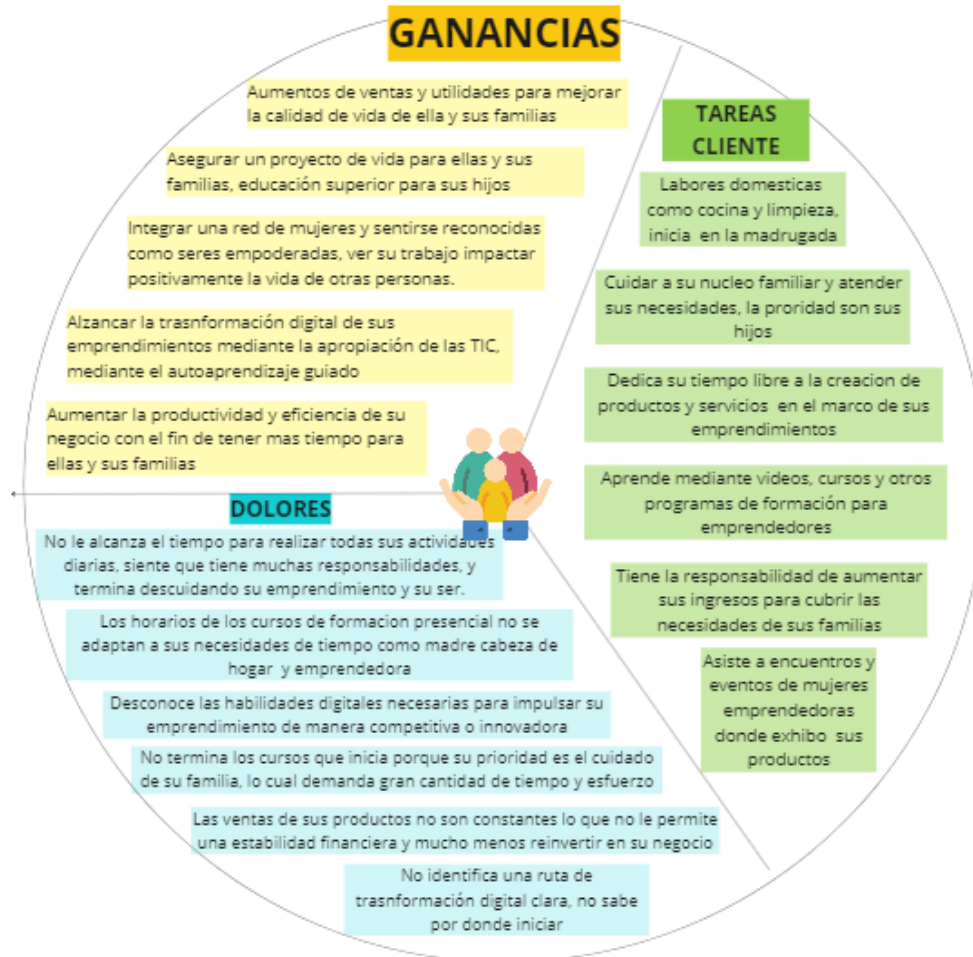 GANANCIAS
Aumentos de ventas y utilidades para mejorar
la calidad de vida de ella y sus familias
Asegurar un proyecto de vida para ellas y sus
familias, educación superior para sus hijos
Integrar una red de mujeres y sentirse reconocidas
como seres empoderadas, ver su trabajo impactar
positivamente la vida de otras personas.
Alzancar la trasnformación digital de sus
emprendimientos mediante la apropiación de las TIC,
mediante el autoaprendizaje guiado
Aumentar la productividad y eficiencia de su
negocio con el fin de tener mas tiempo para
ellas y sus familias
TAREAS
CLIENTE
Labores domesticas
como cocina y limpieza,
inicia en la madrugada
Cuidar a su nucleo familiar y atender
sus necesidades, la proridad son sus
hijos
Dedica su tiempo libre a la creacion de
productos y servicios en el marco de sus
emprendimientos
Aprende mediante videos, cursos y otros
programas de formación para
emprendedores
Tiene la responsabilidad de aumentar
sus ingresos para cubrir las
necesidades de sus familias
Asiste a encuentros y
eventos de mujeres
emprendedoras
donde exhibo sus
productos
DOLORES
No le alcanza el tiempo para realizar todas sus actividades
diarias, siente que tiene muchas responsabilidades, y
termina descuidando su emprendimiento y su ser.
Los horarios de los cursos de formacion presencial no se
adaptan a sus necesidades de tiempo como madre cabeza de
hogar y emprendedora
Desconoce las habilidades digitales necesarias para impulsar su
emprendimiento de manera competitiva o innovadora
No termina los cursos que inicia porque su prioridad es el cuidado
de su familia, lo cual demanda gran cantidad de tiempo y esfuerzo
Las ventas de sus productos no son constantes lo que no le permite
una estabilidad financiera y mucho menos reinvertir en su negocio
No identifica una ruta de
trasnformación digital clara, no sabe
por donde iniciar